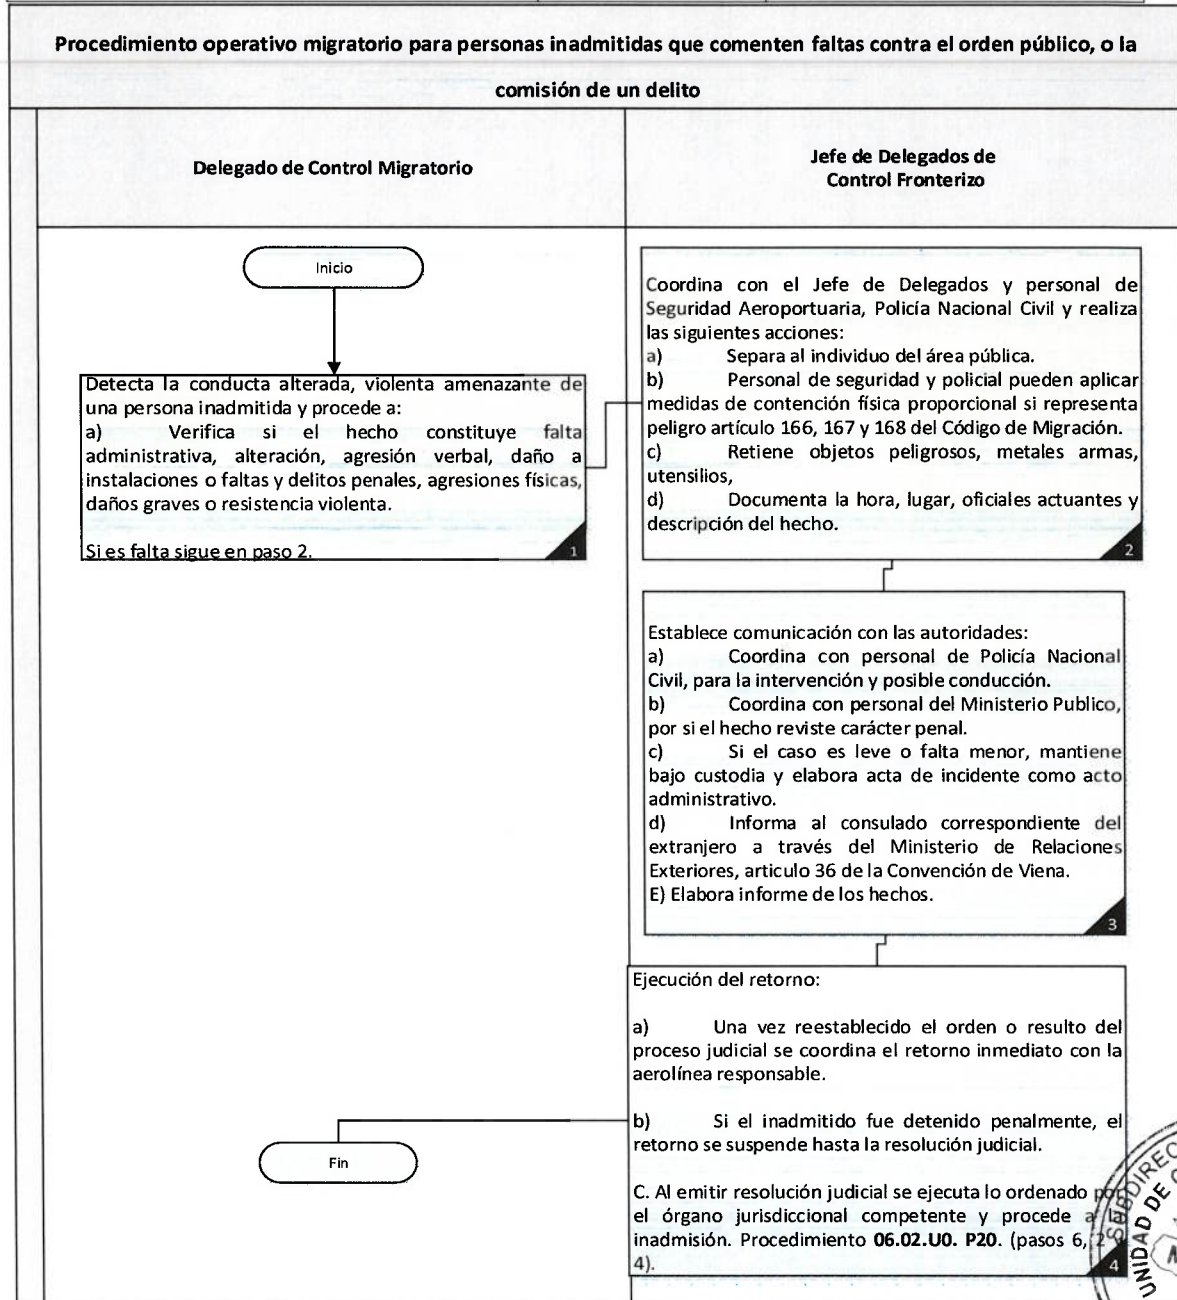 Procedimiento operativo migratorio para personas inadmitidas que comenten faltas contra el orden público, o la
comisión de un delito
Delegado de Control Migratorio
Jefe de Delegados de
Control Fronterizo
Inicio
Detecta la conducta alterada, violenta amenazante de
una persona inadmitida y procede a:
a) Verifica si el hecho constituye falta
administrativa, alteración, agresión verbal, daño a
instalaciones o faltas y delitos penales, agresiones físicas,
daños graves o resistencia violenta.
Si es falta sigue en paso 2.
1
Coordina con el Jefe de Delegados y personal de
Seguridad Aeroportuaria, Policía Nacional Civil y realiza
las siguientes acciones:
a) Separa al individuo del área pública.
b) Personal de seguridad y policial pueden aplicar
medidas de contención física proporcional si representa
peligro artículo 166, 167 y 168 del Código de Migración.
c) Retiene objetos peligrosos, metales armas,
utensilios,
d) Documenta la hora, lugar, oficiales actuantes y
descripción del hecho.
2
Establece comunicación con las autoridades:
a) Coordina con personal de Policía Nacional
Civil, para la intervención y posible conducción.
b) Coordina con personal del Ministerio Publico,
por si el hecho reviste carácter penal.
c) Si el caso es leve o falta menor, mantiene
bajo custodia y elabora acta de incidente como acto
administrativo.
d) Informa al consulado correspondiente del
extranjero a través del Ministerio de Relaciones
Exteriores, articulo 36 de la Convención de Viena.
E) Elabora informe de los hechos.
3
Ejecución del retorno:
a) Una vez reestablecido el orden o resulto del
proceso judicial se coordina el retorno inmediato con la
aerolínea responsable.
b) Si el inadmitido fue detenido penalmente, el
retorno se suspende hasta la resolución judicial.
C. Al emitir resolución judicial se ejecuta lo ordenado por
el órgano jurisdiccional competente y procede a la
inadmisión. Procedimiento 06.02.U0. P20. (pasos 6, 2
4).
4
Fin
UNIDAD DE